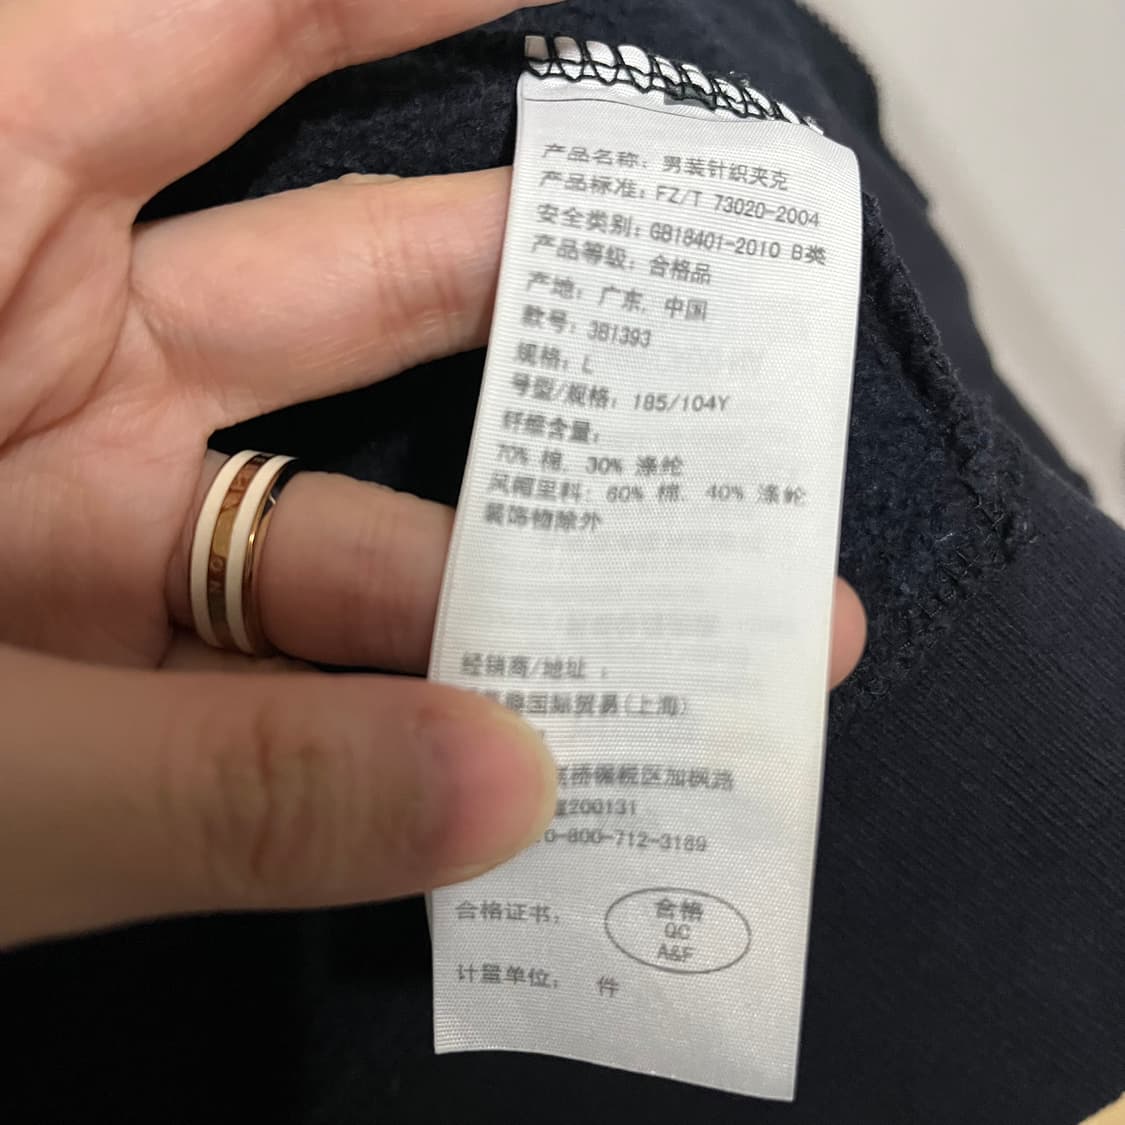 产品名称：男装针织夹克
产品标准：FZ/T 73020-2004
安全类别：GB18401-2010 B类
产品等级：合格品
产地：广东，中国
款号：381393
规格：L
号型/规格：185/104Y
纤维含量：
70% 棉，30% 涤纶
风帽里料：60% 棉，40% 涤纶
装饰物除外
经销商/地址：
国际贸易(上海)
桥保税区加枫路
200131
0-800-712-3189
合格证书：
合格
QC
A&F
计量单位： 件